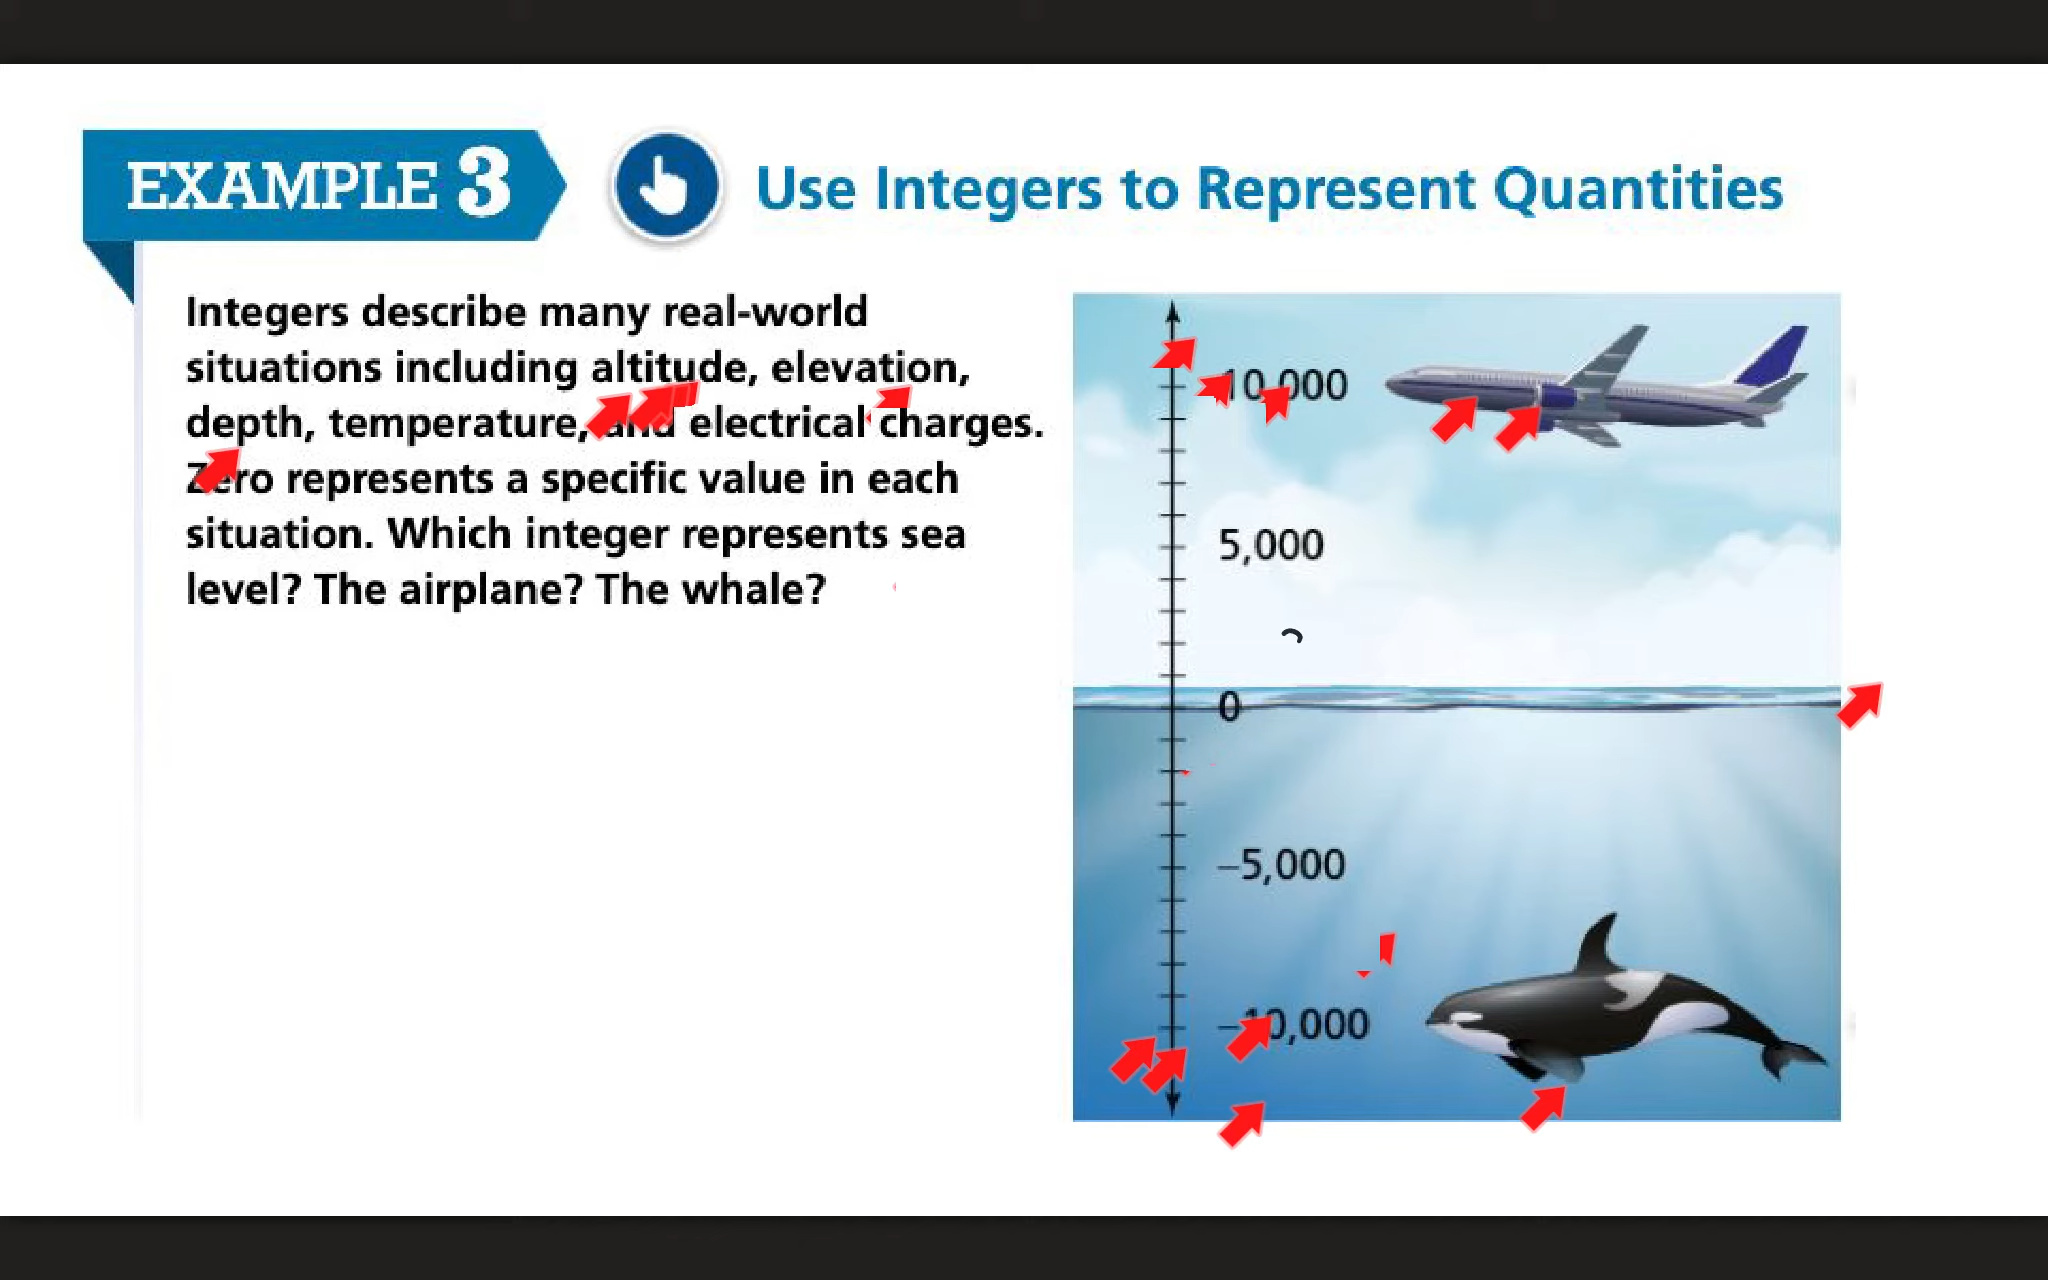 EXAMPLE 3
Use Integers to Represent Quantities
Integers describe many real-world
situations including altitude, elevation,
depth, temperature, and electrical charges.
Zero represents a specific value in each
situation. Which integer represents sea
level? The airplane? The whale?
10,000
5,000
0
–5,000
–10,000